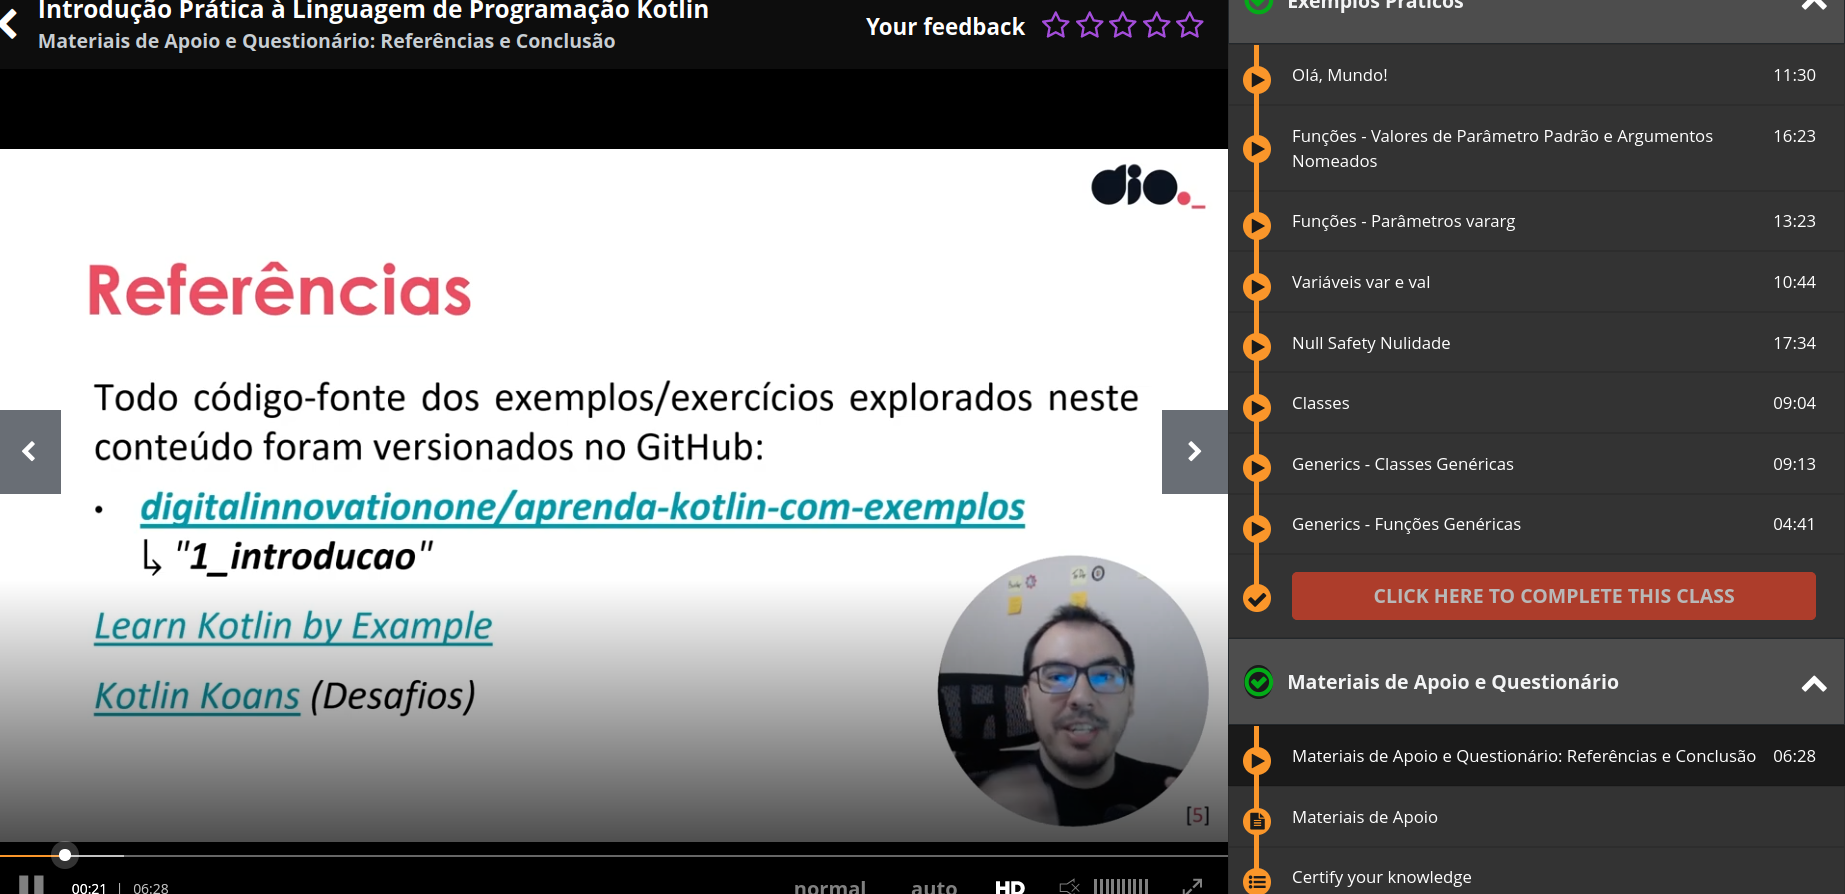 Introdução Prática à Linguagem de Programação Kotlin
Materiais de Apoio e Questionário: Referências e Conclusão
Your feedback
dio._
Referências
Todo código-fonte dos exemplos/exercícios explorados neste
conteúdo foram versionados no GitHub:
• digitalinnovationone/aprenda-kotlin-com-exemplos
↳ "1_introducao"
Learn Kotlin by Example
Kotlin Koans (Desafios)
[5]
00:21 | 06:28
normal auto HD
Exemplos Práticos
Olá, Mundo! 11:30
Funções - Valores de Parâmetro Padrão e Argumentos 16:23
Nomeados
Funções - Parâmetros vararg 13:23
Variáveis var e val 10:44
Null Safety Nulidade 17:34
Classes 09:04
Generics - Classes Genéricas 09:13
Generics - Funções Genéricas 04:41
CLICK HERE TO COMPLETE THIS CLASS
Materiais de Apoio e Questionário
Materiais de Apoio e Questionário: Referências e Conclusão 06:28
Materiais de Apoio
Certify your knowledge